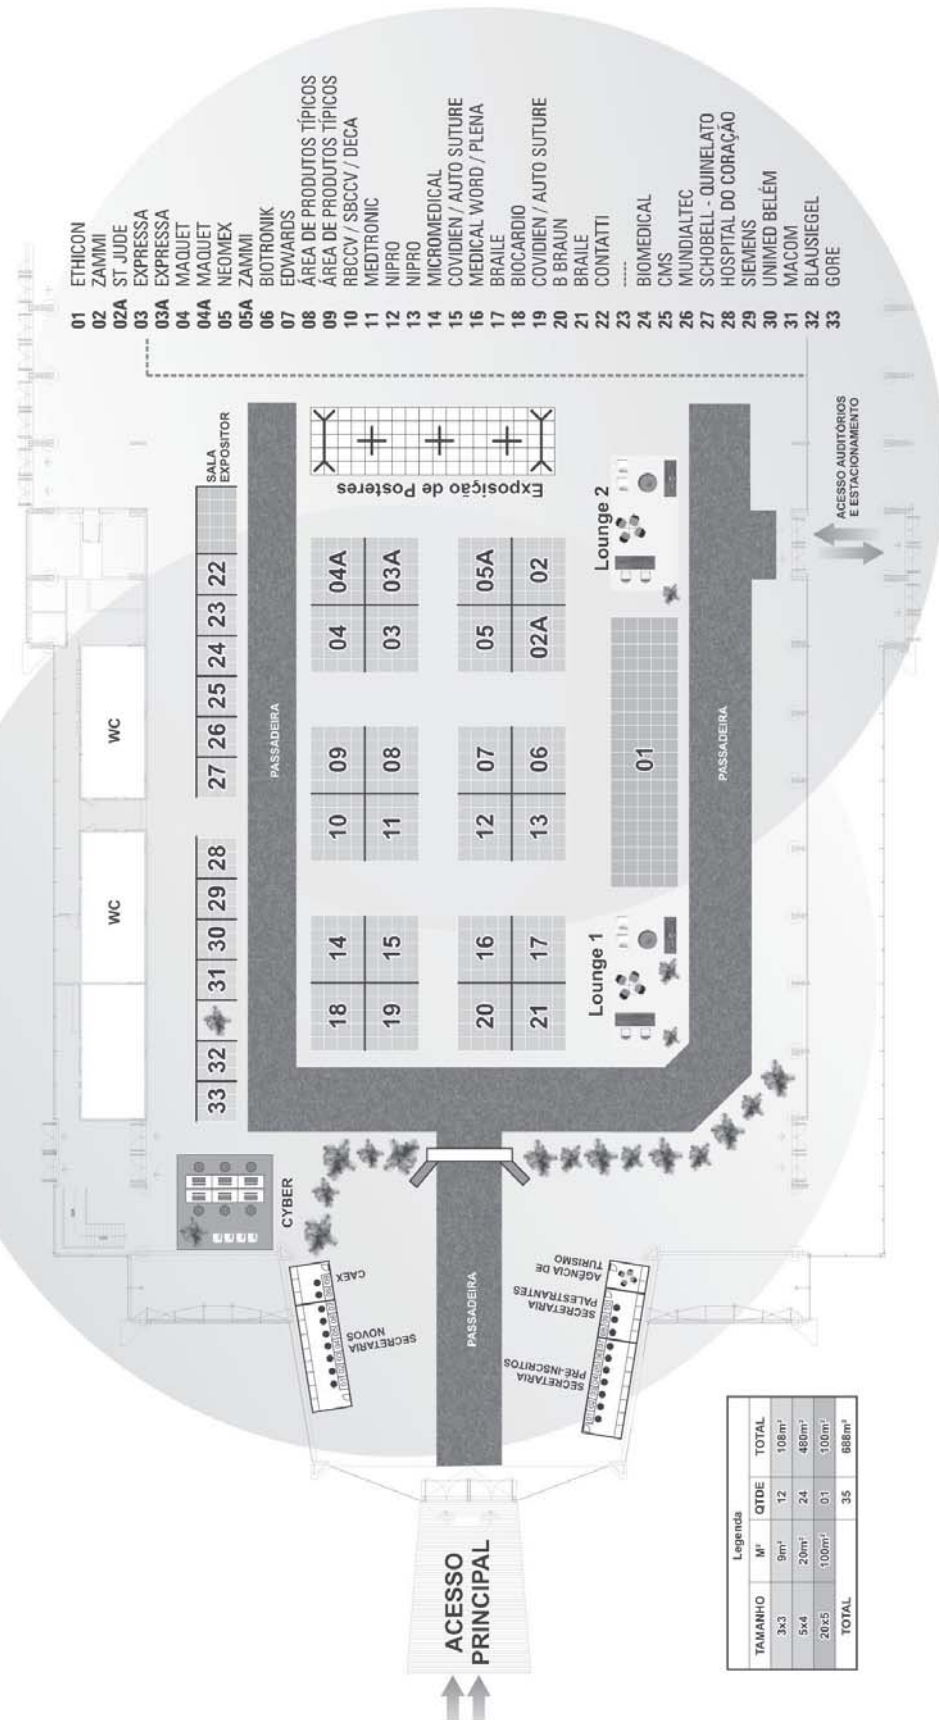 01 ETHICON
02 ZAMMI
02A ST JUDE
03 EXPRESSA
03A EXPRESSA
04 MAQUET
04A MAQUET
05 NEOMEX
05A ZAMMI
06 BIOTRONIK
07 EDWARDS
08 ÁREA DE PRODUTOS TÍPICOS
09 ÁREA DE PRODUTOS TÍPICOS
10 RBCCV / SBCCV / DECA
11 MEDTRONIC
12 NIPRO
13 NIPRO
14 MICROMEDICAL
15 COVIDIEN / AUTO SUTURE
16 MEDICAL WORD / PLENA
17 BRAILE
18 BIOCARDIO
19 COVIDIEN / AUTO SUTURE
20 B BRAUN
21 BRAILE
22 CONTATTI
23 -----
24 BIOMEDICAL
25 CMS
26 MUNDIALTEC
27 SCHOBELL - QUINELATO
28 HOSPITAL DO CORAÇÃO
29 SIEMENS
30 UNIMED BELÉM
31 MACOM
32 BLAUSIEGEL
33 GORE
WC
WC
33 32 31 30 29 28 27 26 25 24 23 22
SALA
EXPOSITOR
PASSADEIRA
CYBER
18 14 10 09 04 04A
19 15 11 08 03 03A
20 16 12 07 05 05A
21 17 13 06 02A 02
Exposição de Posteres
Lounge 1
01
Lounge 2
PASSADEIRA
ACESSO AUDITÓRIOS
E ESTACIONAMENTO
CAEX
SECRETARIA
NOVOS
PASSADEIRA
AGÊNCIA DE
TURISMO
SECRETARIA
PALESTRANTES
SECRETARIA
PRÉ-INSCRITOS
ACESSO
PRINCIPAL
Legenda
TAMANHO M² QTDE TOTAL
3x3 9m² 12 108m²
5x4 20m² 24 480m²
20x5 100m² 01 100m²
TOTAL 35 688m²